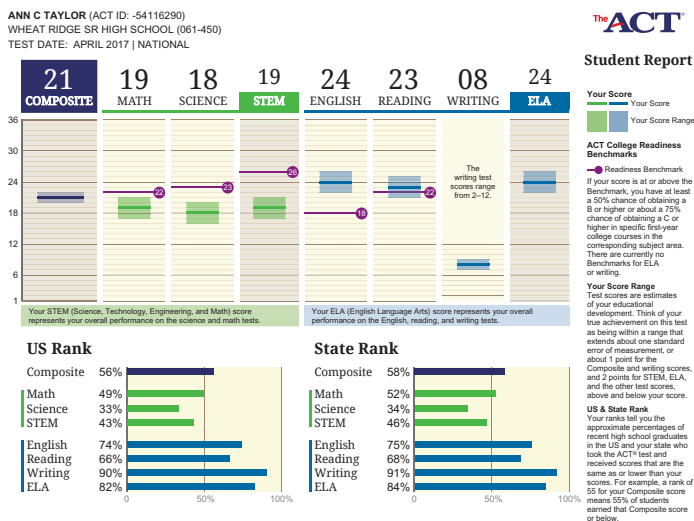 ANN C TAYLOR (ACT ID: -54116290)
WHEAT RIDGE SR HIGH SCHOOL (061-450)
TEST DATE: APRIL 2017 | NATIONAL
The ACT
Student Report
21 19 18 19 24 23 08 24
COMPOSITE MATH SCIENCE STEM ENGLISH READING WRITING ELA
36
30
24
18
12
6
1
22
23
26
18
22
The
writing test
scores range
from 2–12.
Your STEM (Science, Technology, Engineering, and Math) score
represents your overall performance on the science and math tests.
Your ELA (English Language Arts) score represents your overall
performance on the English, reading, and writing tests.
US Rank
Composite 56%
Math 49%
Science 33%
STEM 43%
English 74%
Reading 66%
Writing 90%
ELA 82%
0 50% 100%
State Rank
Composite 58%
Math 52%
Science 34%
STEM 46%
English 75%
Reading 68%
Writing 91%
ELA 84%
0 50% 100%
Your Score
Your Score
Your Score Range
ACT College Readiness
Benchmarks
Readiness Benchmark
If your score is at or above the
Benchmark, you have at least
a 50% chance of obtaining a
B or higher or about a 75%
chance of obtaining a C or
higher in specific first-year
college courses in the
corresponding subject area.
There are currently no
Benchmarks for ELA
or writing.
Your Score Range
Test scores are estimates
of your educational
development. Think of your
true achievement on this test
as being within a range that
extends about one standard
error of measurement, or
about 1 point for the
Composite and writing scores,
and 2 points for STEM, ELA,
and the other test scores,
above and below your score.
US & State Rank
Your ranks tell you the
approximate percentages of
recent high school graduates
in the US and your state who
took the ACT® test and
received scores that are the
same as or lower than your
scores. For example, a rank of
55 for your Composite score
means 55% of students
earned that Composite score
or below.